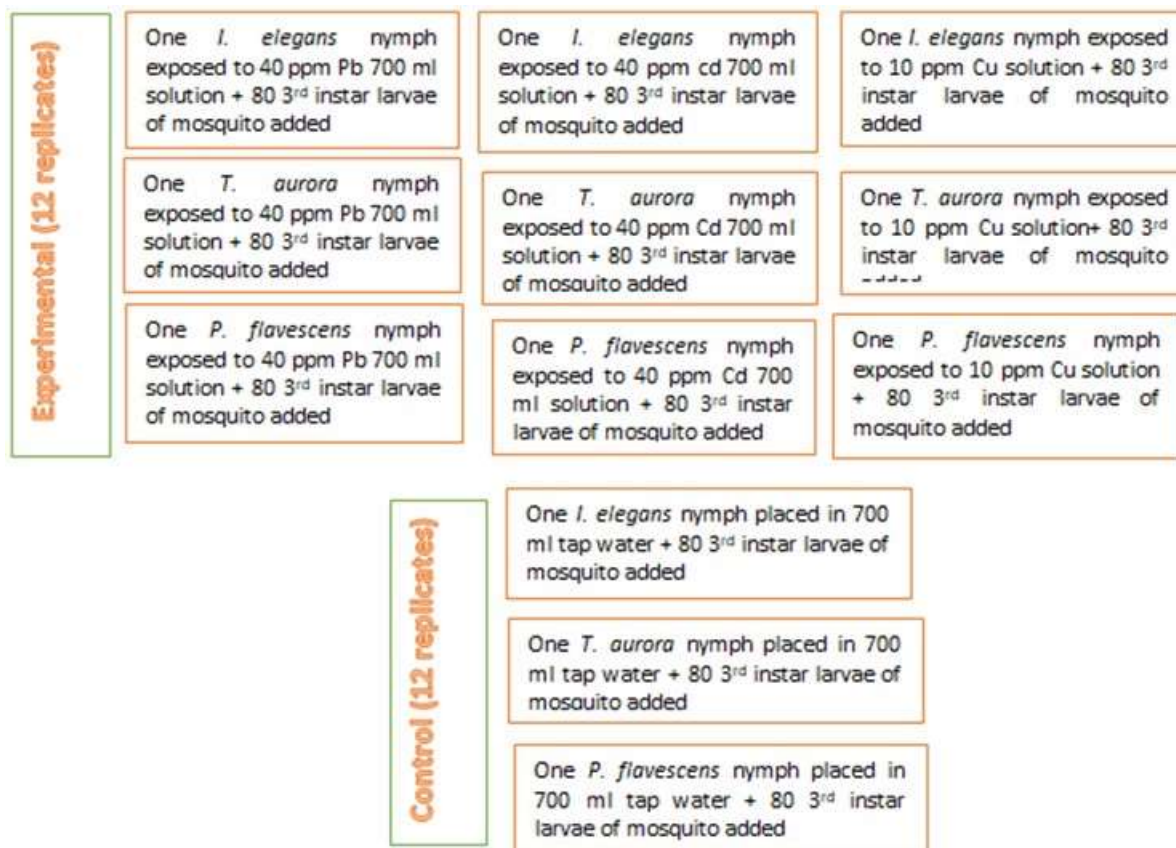 Experimental (12 replicates)
One I. elegans nymph
exposed to 40 ppm Pb 700 ml
solution + 80 3rd instar larvae
of mosquito added
One I. elegans nymph
exposed to 40 ppm cd 700 ml
solution + 80 3rd instar larvae
of mosquito added
One I. elegans nymph exposed
to 10 ppm Cu solution + 80 3rd
instar larvae of mosquito
added
One T. aurora nymph
exposed to 40 ppm Pb 700 ml
solution + 80 3rd instar larvae
of mosquito added
One T. aurora nymph
exposed to 40 ppm Cd 700 ml
solution + 80 3rd instar larvae
of mosquito added
One T. aurora nymph exposed
to 10 ppm Cu solution+ 80 3rd
instar larvae of mosquito
One P. flavescens nymph
exposed to 40 ppm Pb 700 ml
solution + 80 3rd instar larvae
of mosquito added
One P. flavescens nymph
exposed to 40 ppm Cd 700
ml solution + 80 3rd instar
larvae of mosquito added
One P. flavescens nymph
exposed to 10 ppm Cu solution
+ 80 3rd instar larvae of
mosquito added
Control (12 replicates)
One I. elegans nymph placed in 700
ml tap water + 80 3rd instar larvae of
mosquito added
One T. aurora nymph placed in 700
ml tap water + 80 3rd instar larvae of
mosquito added
One P. flavescens nymph placed in
700 ml tap water + 80 3rd instar
larvae of mosquito added